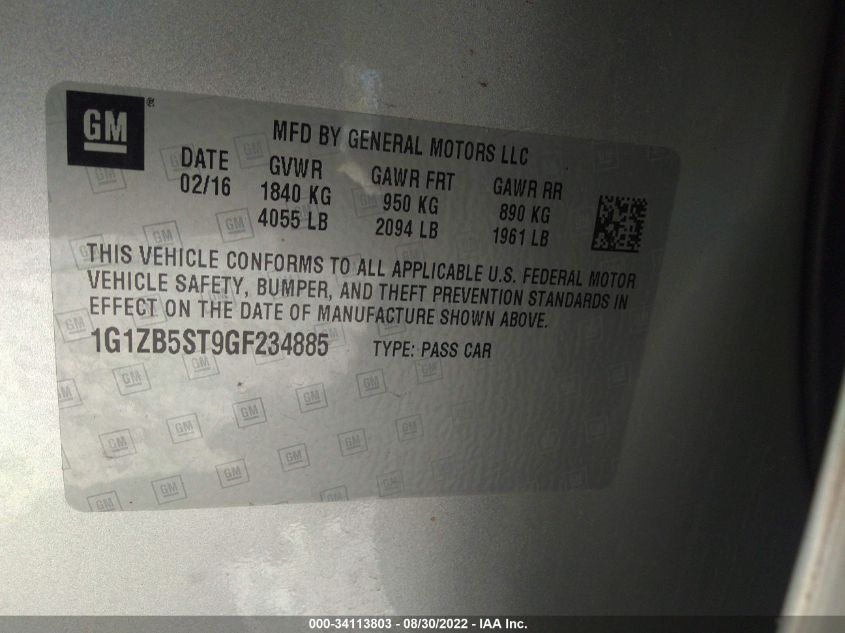 GM ®
MFD BY GENERAL MOTORS LLC
DATE GVWR GAWR FRT GAWR RR
02/16 1840 KG 950 KG 890 KG
4055 LB 2094 LB 1961 LB
THIS VEHICLE CONFORMS TO ALL APPLICABLE U.S. FEDERAL MOTOR
VEHICLE SAFETY, BUMPER, AND THEFT PREVENTION STANDARDS IN
EFFECT ON THE DATE OF MANUFACTURE SHOWN ABOVE.
1G1ZB5ST9GF234885 TYPE: PASS CAR
000-34113803 - 08/30/2022 - IAA Inc.